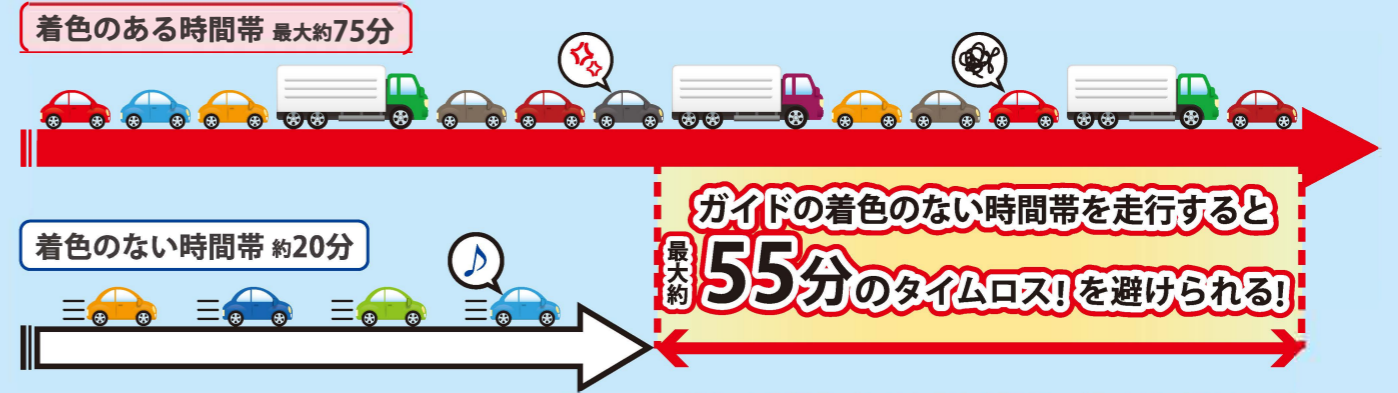 着色のある時間帯 最大約75分
ガイドの着色のない時間帯を走行すると
最大約55分のタイムロス!を避けられる!
着色のない時間帯 約20分